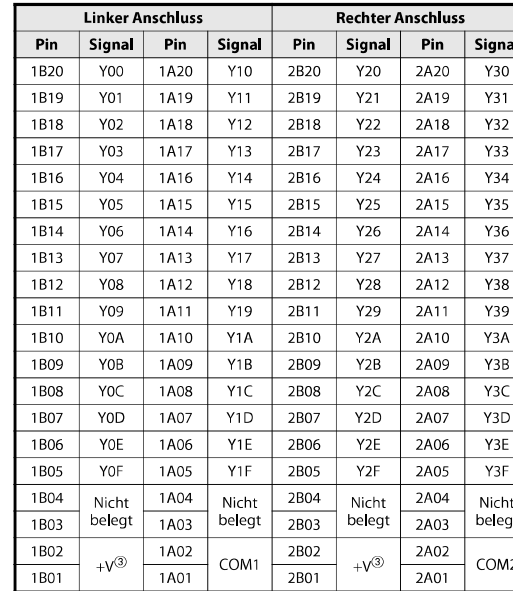 Linker Anschluss Rechter Anschluss
Pin Signal Pin Signal Pin Signal Pin Signa
1B20 Y00 1A20 Y10 2B20 Y20 2A20 Y30
1B19 Y01 1A19 Y11 2B19 Y21 2A19 Y31
1B18 Y02 1A18 Y12 2B18 Y22 2A18 Y32
1B17 Y03 1A17 Y13 2B17 Y23 2A17 Y33
1B16 Y04 1A16 Y14 2B16 Y24 2A16 Y34
1B15 Y05 1A15 Y15 2B15 Y25 2A15 Y35
1B14 Y06 1A14 Y16 2B14 Y26 2A14 Y36
1B13 Y07 1A13 Y17 2B13 Y27 2A13 Y37
1B12 Y08 1A12 Y18 2B12 Y28 2A12 Y38
1B11 Y09 1A11 Y19 2B11 Y29 2A11 Y39
1B10 Y0A 1A10 Y1A 2B10 Y2A 2A10 Y3A
1B09 Y0B 1A09 Y1B 2B09 Y2B 2A09 Y3B
1B08 Y0C 1A08 Y1C 2B08 Y2C 2A08 Y3C
1B07 Y0D 1A07 Y1D 2B07 Y2D 2A07 Y3D
1B06 Y0E 1A06 Y1E 2B06 Y2E 2A06 Y3E
1B05 Y0F 1A05 Y1F 2B05 Y2F 2A05 Y3F
1B04 Nicht 1A04 Nicht 2B04 Nicht 2A04 Nicht
1B03 belegt 1A03 belegt 2B03 belegt 2A03 belegt
1B02 +V③ 1A02 COM1 2B02 +V③ 2A02 COM2
1B01 1A01 2B01 2A01